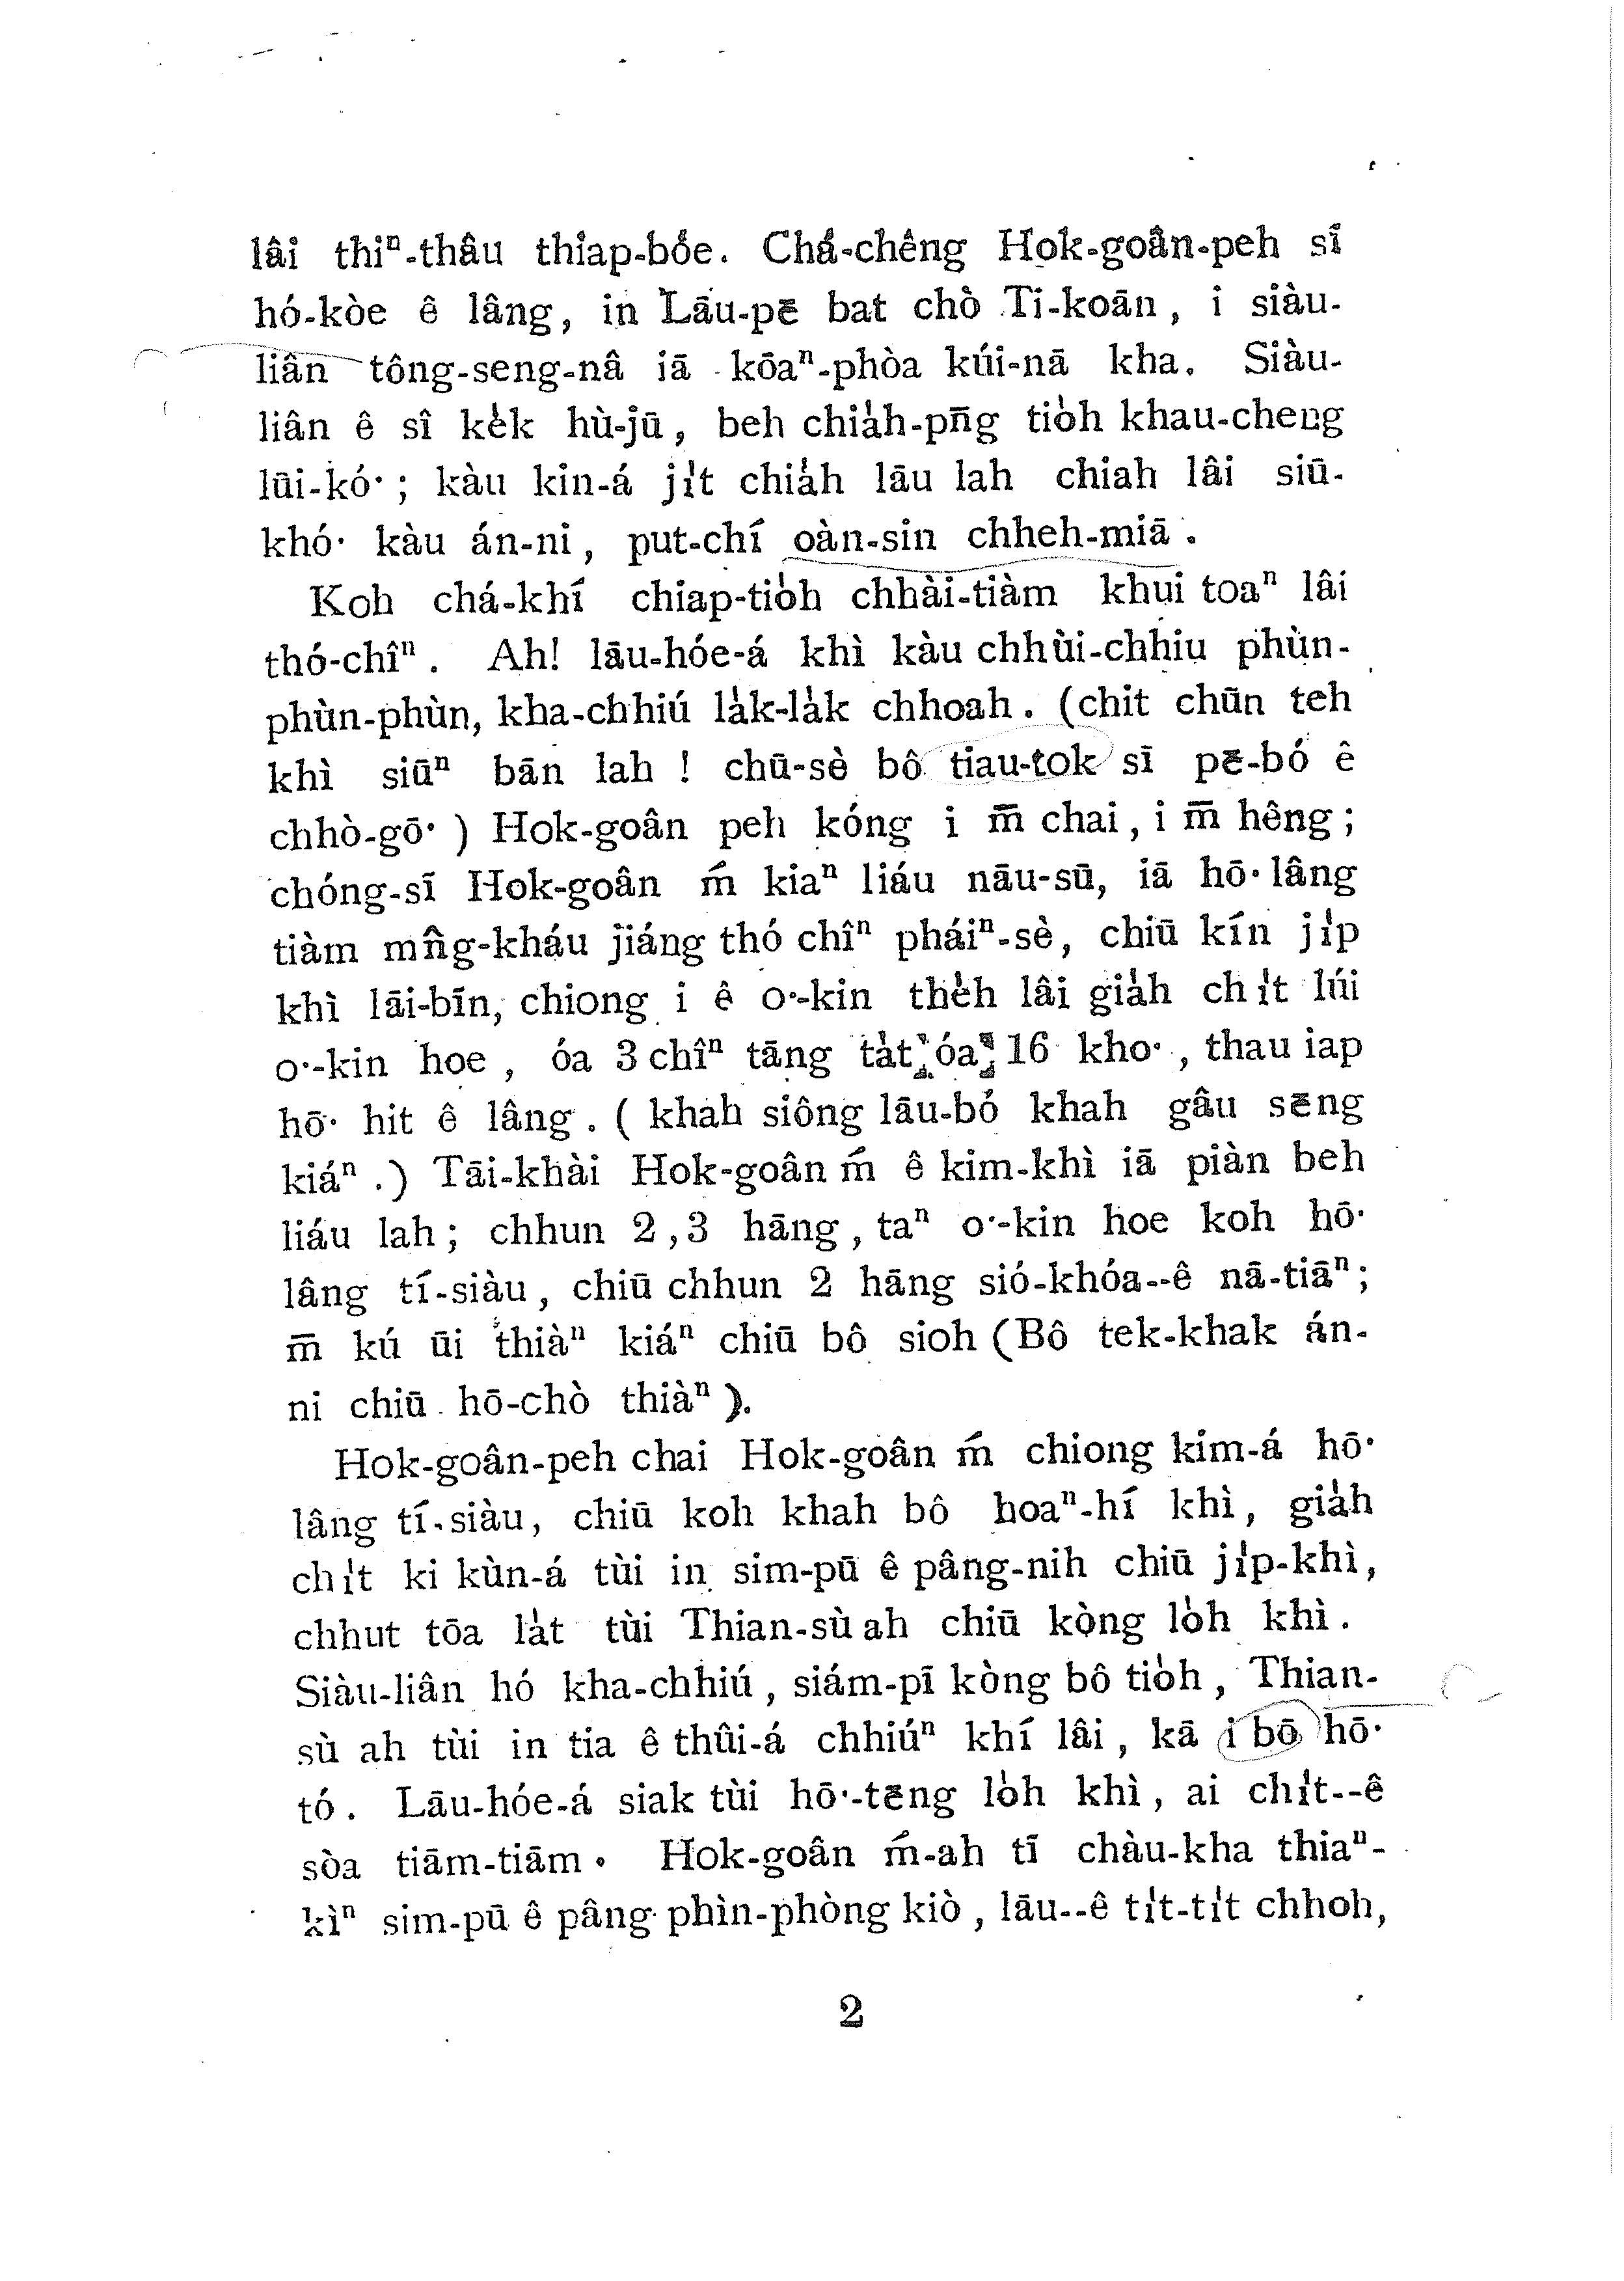 lâi thiⁿ-thâu thiap-bóe. Chá-chêng Hok-goân-peh sī
hó-kòe ê lâng, in Lāu-pē bat chò Ti-koān, i siàu-
liân tông-seng-nâ iā kōaⁿ-phòa kúi-nā kha. Siàu-
liân ê sî ke̍k hù-jū, beh chia̍h-pn̄g tio̍h khau-cheng
lūi-kó͘; kàu kin-á ji̍t chia̍h lāu lah chiah lâi siū-
khó͘ kàu án-ni, put-chí oàn-sin chheh-miā.
Koh chá-khí chiap-tio̍h chhài-tiàm khui toaⁿ lâi
thó-chîⁿ. Ah! lāu-hóe-á khì kàu chhùi-chhiu phùn-
phùn-phùn, kha-chhiú la̍k-la̍k chhoah. (chit chūn teh
khì siūⁿ bān lah! chū-sè bô tiau-tok sī pē-bó ê
chhò-gō͘) Hok-goân peh kóng i m̄ chai, i m̄ hêng;
chóng-sī Hok-goân ḿ kiaⁿ liáu nāu-sū, iā hō͘ lâng
tiàm mn̂g-kháu jiáng thó chîⁿ pháiⁿ-sè, chiū kín ji̍p
khì lāi-bīn, chiong i ê o͘-kin the̍h lâi gia̍h chi̍t lúi
o͘-kin hoe, óa 3 chîⁿ tāng ta̍t óa 16 kho͘, thau iap
hō͘ hit ê lâng. (khah siông lāu-bó khah gâu sēng
kiáⁿ.) Tāi-khài Hok-goân ḿ ê kim-khì iā piàn beh
liáu lah; chhun 2,3 hāng, taⁿ o͘-kin hoe koh hō͘
lâng tí-siàu, chiū chhun 2 hāng sió-khóa--ê nā-tiāⁿ;
m̄ kú ūi thiàⁿ kiáⁿ chiū bô sioh (Bô tek-khak án-
ni chiū hō-chò thiàⁿ).
Hok-goân-peh chai Hok-goân ḿ chiong kim-á hō͘
lâng tí-siàu, chiū koh khah bô hoaⁿ-hí khì, gia̍h
chi̍t ki kùn-á tùi in sim-pū ê pâng-nih chiū ji̍p-khì,
chhut tōa la̍t tùi Thian-sù ah chiū kòng lo̍h khì.
Siàu-liân hó kha-chhiú, siám-pī kòng bô tio̍h, Thian-
sù ah tùi in tia ê thûi-á chhiúⁿ khí lâi, kā i bō hō͘
tó. Lāu-hóe-á siak tùi hō͘-tēng lo̍h khì, ai chi̍t--ê
sòa tiām-tiām. Hok-goân ḿ-ah tī chàu-kha thiaⁿ-
kìⁿ sim-pū ê pâng phìn-phòng kiò, lāu--ê ti̍t-ti̍t chhoh,
2